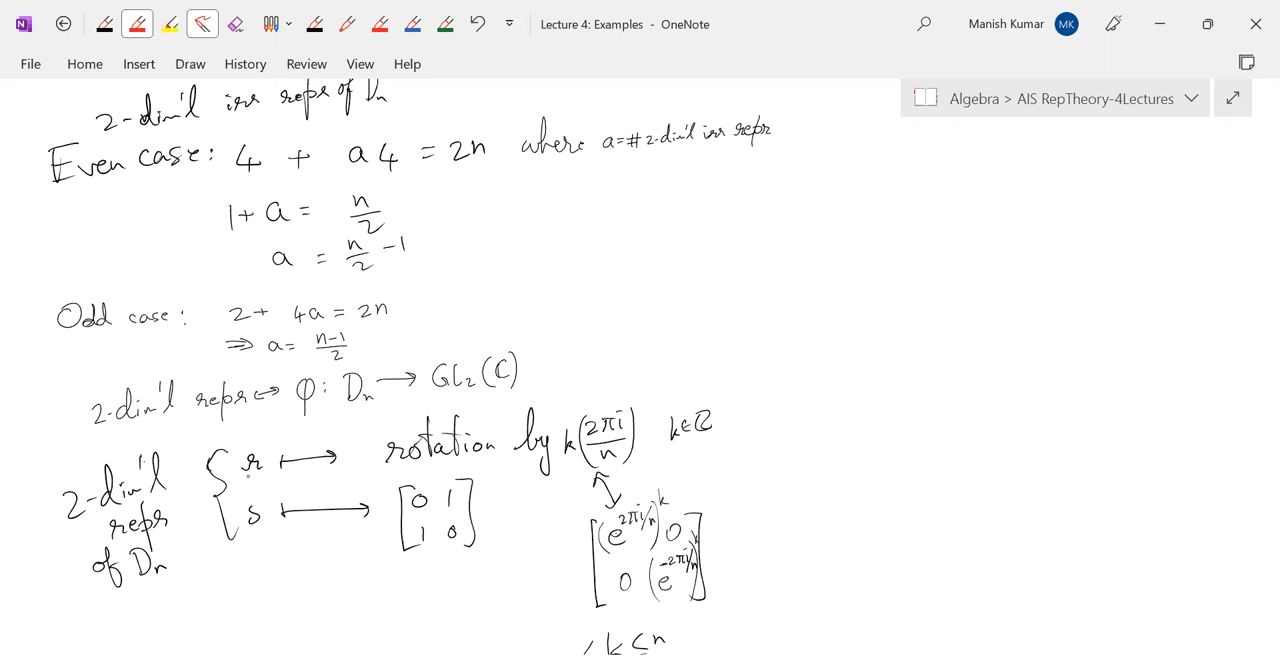 Lecture 4: Examples - OneNote
Manish Kumar
MK
File Home Insert Draw History Review View Help
Algebra > AIS RepTheory-4Lectures
2-dim'l irr reprs of Dn
Even case: 4 + a4 = 2n where a=# 2-dim'l irr repr
1+ a = n/2
a = n/2 -1
Odd case: 2+ 4a = 2n
⇒ a = n-1/2
2-dim'l repr ↔ φ: Dn → GL2(C)
2-dim'l repr of Dn
{ r ↦ rotation by k(2πi/n) k∈Z
s ↦ [0 1
1 0]
↕
[(e^{2πi/n})^k 0
0 (e^{-2πi/n})^k]
k ≤ n